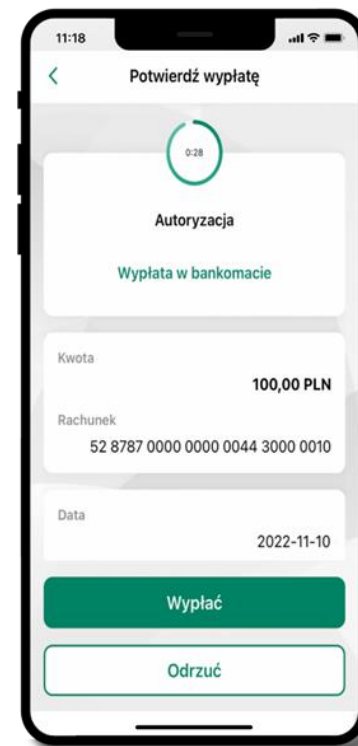 11:18
Potwierdź wypłatę
0:28
Autoryzacja
Wypłata w bankomacie
Kwota
100,00 PLN
Rachunek
52 8787 0000 0000 0044 3000 0010
Data
2022-11-10
Wypłać
Odrzuć